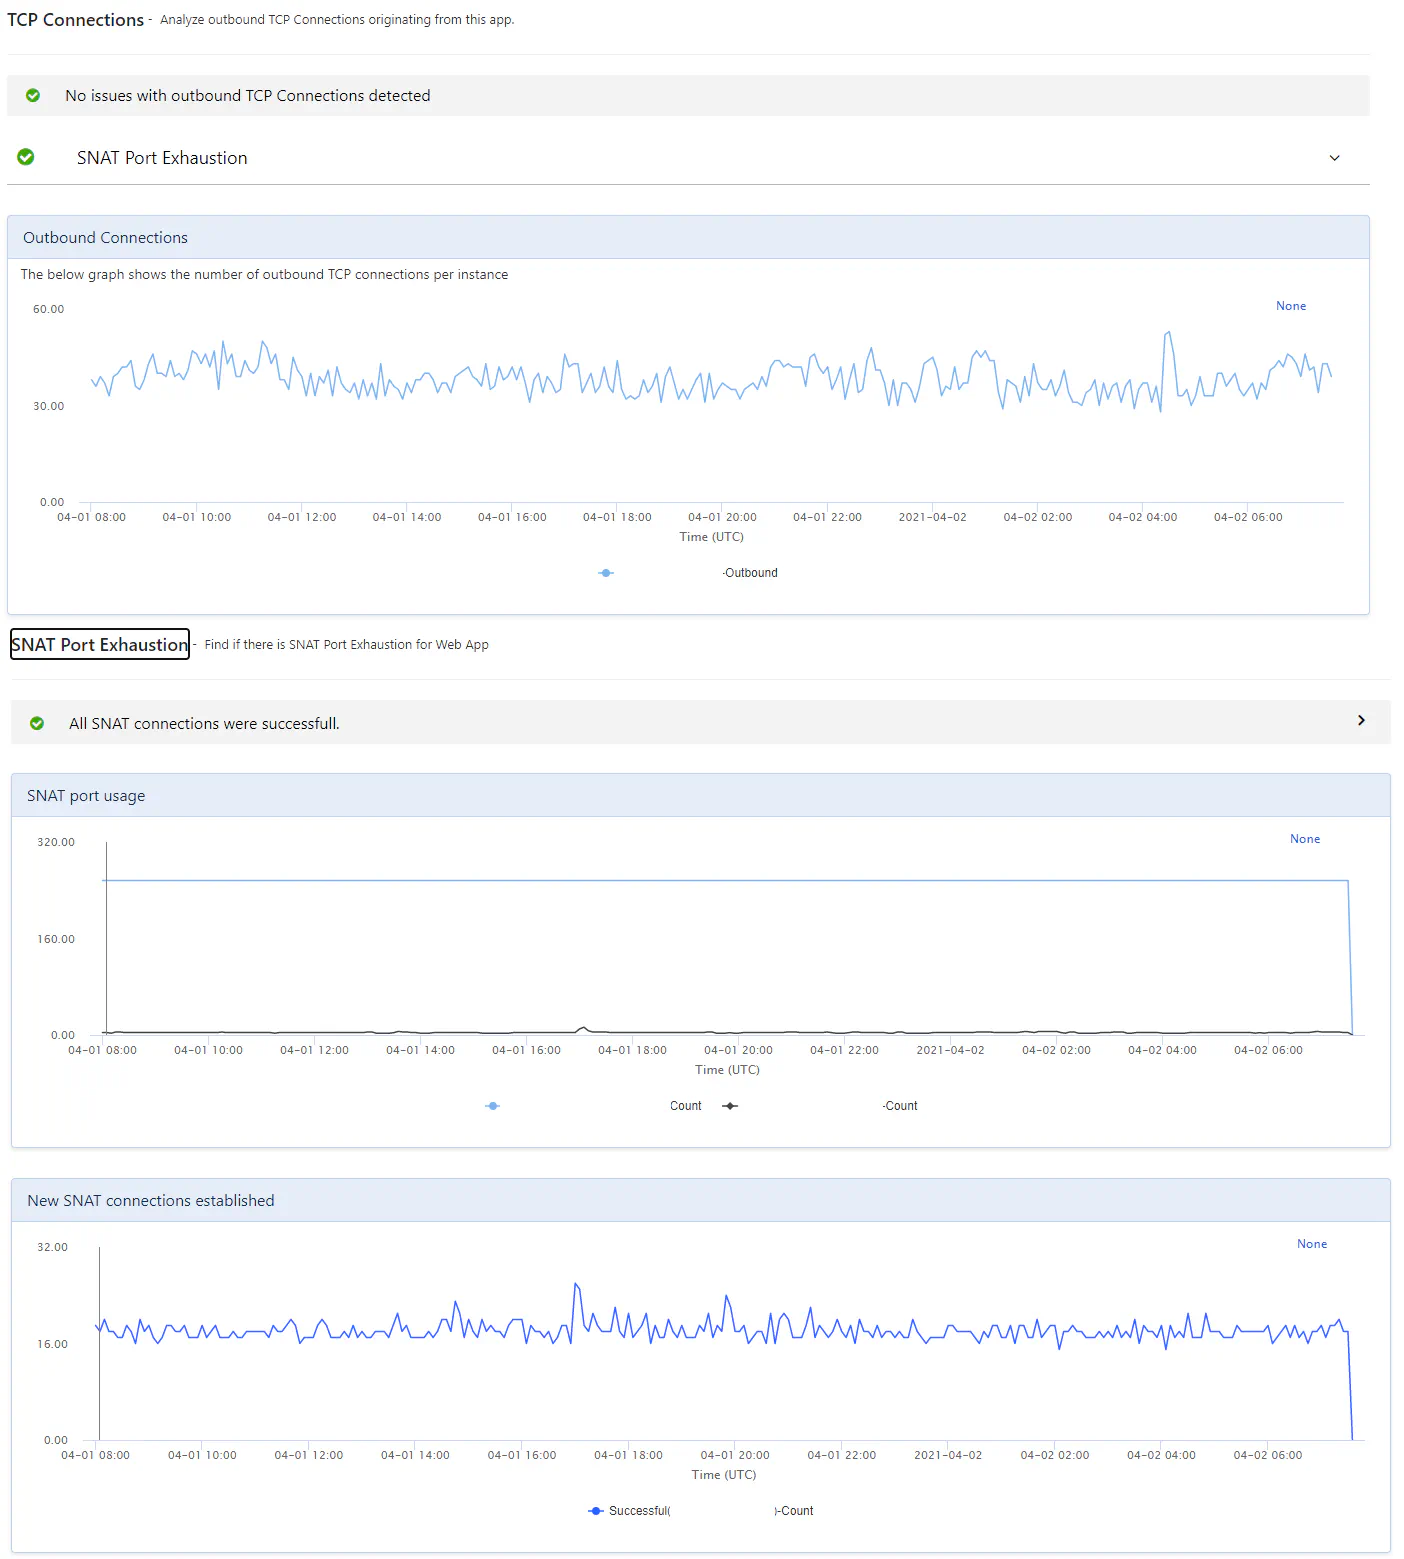 TCP Connections - Analyze outbound TCP Connections originating from this app.
No issues with outbound TCP Connections detected
SNAT Port Exhaustion
Outbound Connections
The below graph shows the number of outbound TCP connections per instance
None
60.00
30.00
0.00
04-01 08:00 04-01 10:00 04-01 12:00 04-01 14:00 04-01 16:00 04-01 18:00 04-01 20:00 04-01 22:00 2021-04-02 04-02 02:00 04-02 04:00 04-02 06:00
Time (UTC)
-Outbound
SNAT Port Exhaustion - Find if there is SNAT Port Exhaustion for Web App
All SNAT connections were successfull.
SNAT port usage
None
320.00
160.00
0.00
04-01 08:00 04-01 10:00 04-01 12:00 04-01 14:00 04-01 16:00 04-01 18:00 04-01 20:00 04-01 22:00 2021-04-02 04-02 02:00 04-02 04:00 04-02 06:00
Time (UTC)
Count -Count
New SNAT connections established
None
32.00
16.00
0.00
04-01 08:00 04-01 10:00 04-01 12:00 04-01 14:00 04-01 16:00 04-01 18:00 04-01 20:00 04-01 22:00 2021-04-02 04-02 02:00 04-02 04:00 04-02 06:00
Time (UTC)
Successful( )-Count